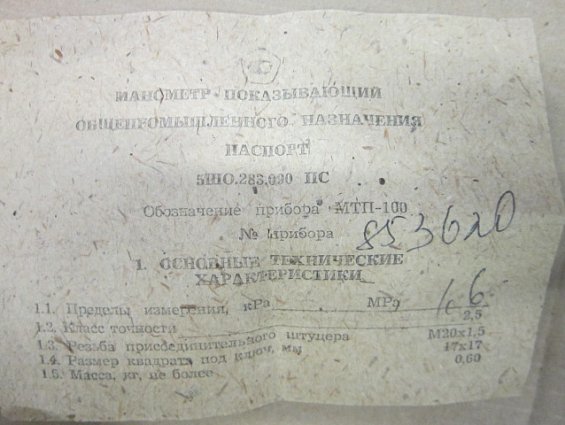 МАНОМЕТР ПОКАЗЫВАЮЩИЙ
ОБЩЕПРОМЫШЛЕННОГО НАЗНАЧЕНИЯ
ПАСПОРТ
5ШО.283.090 ПС
Обозначение прибора МТП-100
№ прибора 853620
1. ОСНОВНЫЕ ТЕХНИЧЕСКИЕ
ХАРАКТЕРИСТИКИ
1.1. Пределы измерения, кРа МРа 1,6
1.2. Класс точности 2,5
1.3. Резьба присоединительного штуцера М20х1,5
1.4. Размер квадрата под ключ, мм 17х17
1.5. Масса, кг, не более 0,60